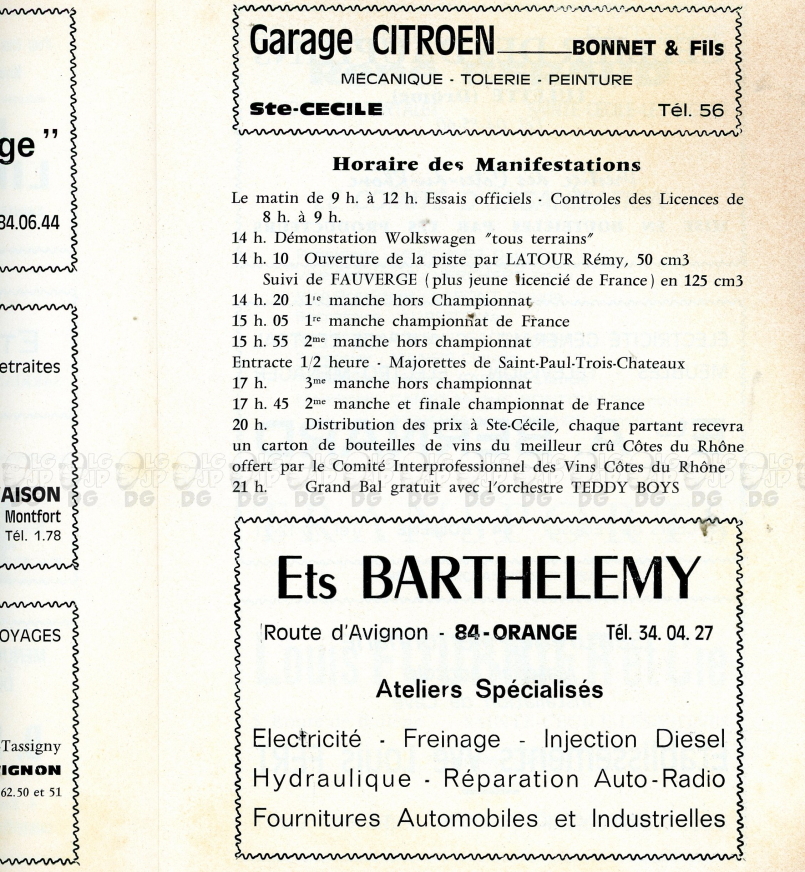 ge"
84.06.44
etraites
AISON
Montfort
Tél. 1.78
OYAGES
Tassigny
IGNON
62.50 et 51
Garage CITROEN BONNET & Fils
MECANIQUE - TOLERIE - PEINTURE
Ste-CECILE Tél. 56
Horaire des Manifestations
Le matin de 9 h. à 12 h. Essais officiels - Controles des Licences de
8 h. à 9 h.
14 h. Démonstation Wolkswagen "tous terrains"
14 h. 10 Ouverture de la piste par LATOUR Rémy, 50 cm3
Suivi de FAUVERGE (plus jeune licencié de France) en 125 cm3
14 h. 20 1re manche hors Championnat
15 h. 05 1re manche championnat de France
15 h. 55 2me manche hors championnat
Entracte 1/2 heure - Majorettes de Saint-Paul-Trois-Chateaux
17 h. 3me manche hors championnat
17 h. 45 2me manche et finale championnat de France
20 h. Distribution des prix à Ste-Cécile, chaque partant recevra
un carton de bouteilles de vins du meilleur crû Côtes du Rhône
offert par le Comité Interprofessionnel des Vins Côtes du Rhône
21 h. Grand Bal gratuit avec l'orchestre TEDDY BOYS
Ets BARTHELEMY
Route d'Avignon - 84-ORANGE Tél. 34.04.27
Ateliers Spécialisés
Electricité - Freinage - Injection Diesel
Hydraulique - Réparation Auto-Radio
Fournitures Automobiles et Industrielles